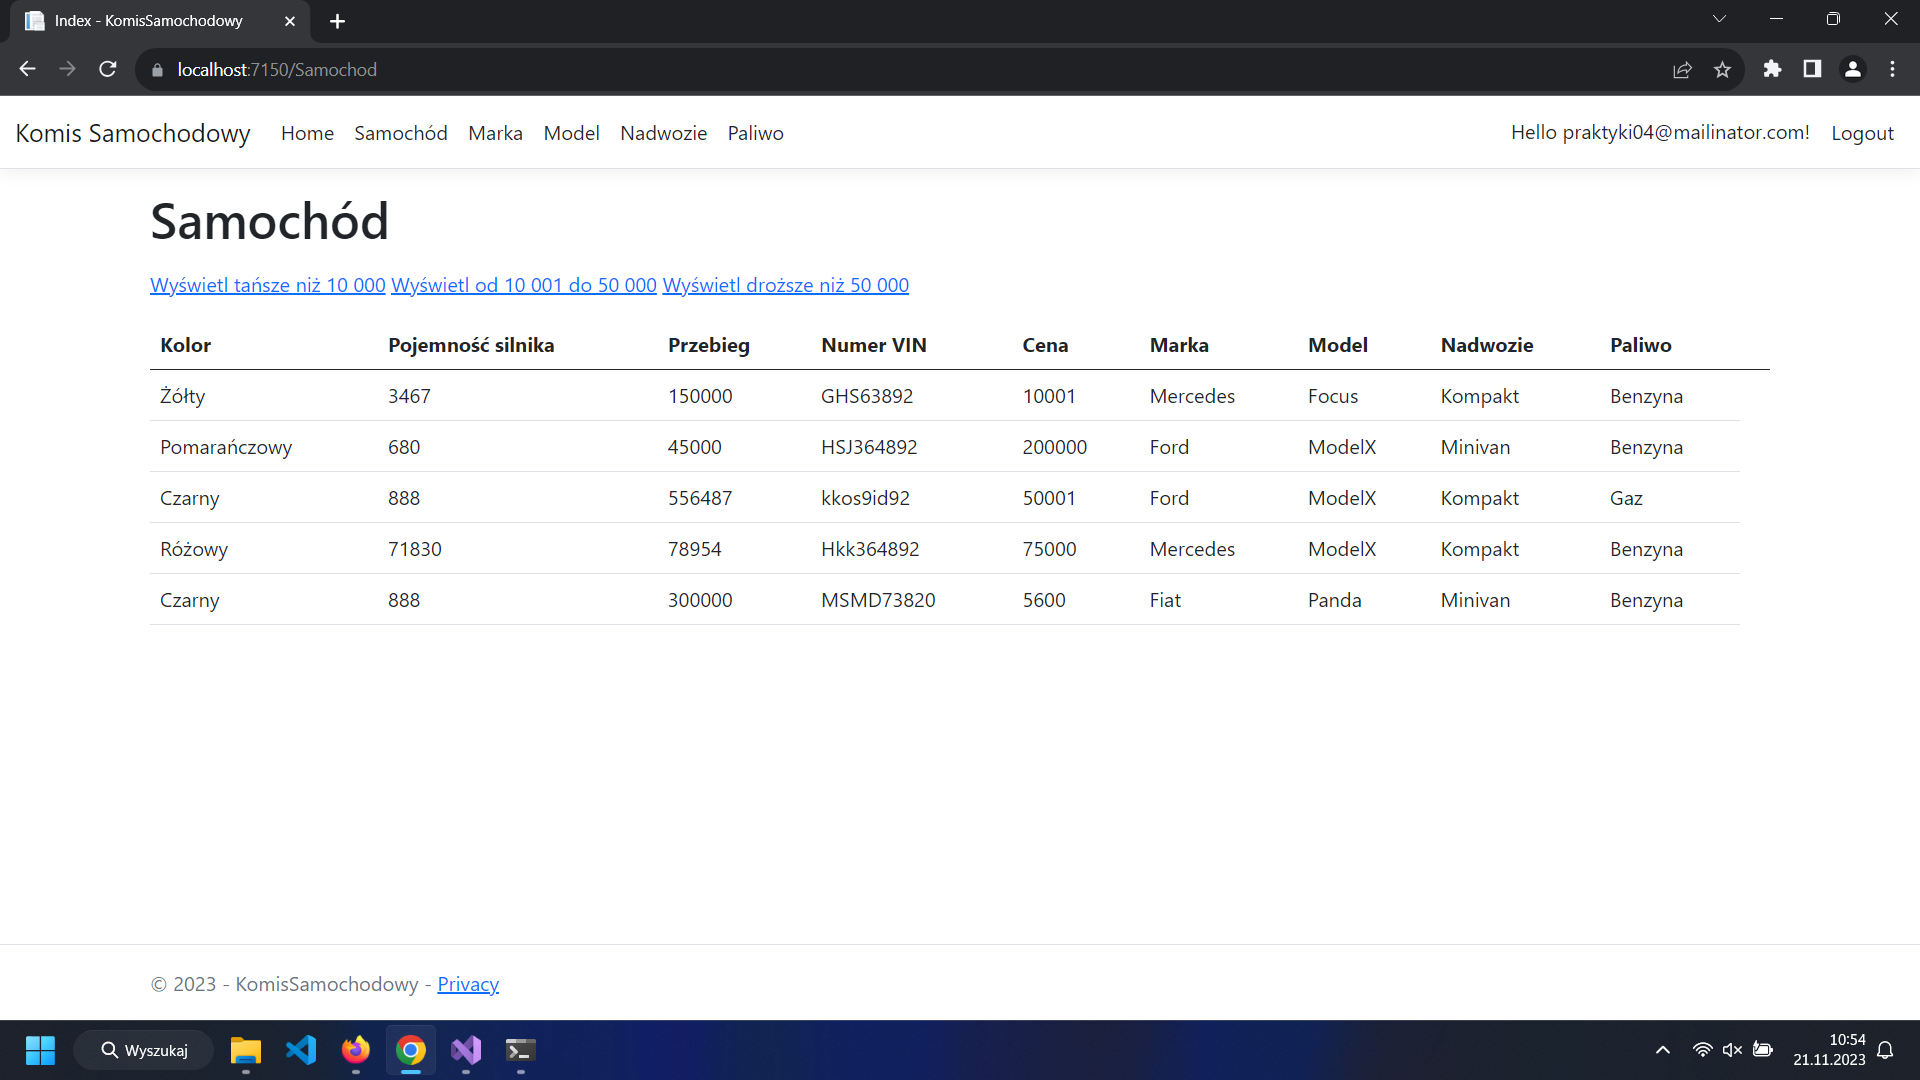 Index - KomisSamochodowy
localhost:7150/Samochod
Komis Samochodowy Home Samochód Marka Model Nadwozie Paliwo Hello praktyki04@mailinator.com! Logout
Samochód
Wyświetl tańsze niż 10 000 Wyświetl od 10 001 do 50 000 Wyświetl droższe niż 50 000
Kolor Pojemność silnika Przebieg Numer VIN Cena Marka Model Nadwozie Paliwo
Żółty 3467 150000 GHS63892 10001 Mercedes Focus Kompakt Benzyna
Pomarańczowy 680 45000 HSJ364892 200000 Ford ModelX Minivan Benzyna
Czarny 888 556487 kkos9id92 50001 Ford ModelX Kompakt Gaz
Różowy 71830 78954 Hkk364892 75000 Mercedes ModelX Kompakt Benzyna
Czarny 888 300000 MSMD73820 5600 Fiat Panda Minivan Benzyna
© 2023 - KomisSamochodowy - Privacy
Wyszukaj
10:54
21.11.2023